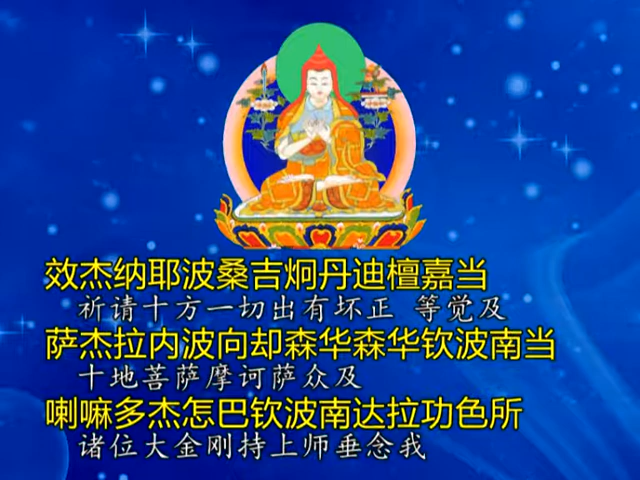 效杰纳耶波桑吉炯丹迪檀嘉当
祈请十方一切出有坏正 等觉及
萨杰拉内波向却森华森华钦波南当
十地菩萨摩诃萨众及
喇嘛多杰怎巴钦波南达拉功色所
诸位大金刚持上师垂念我